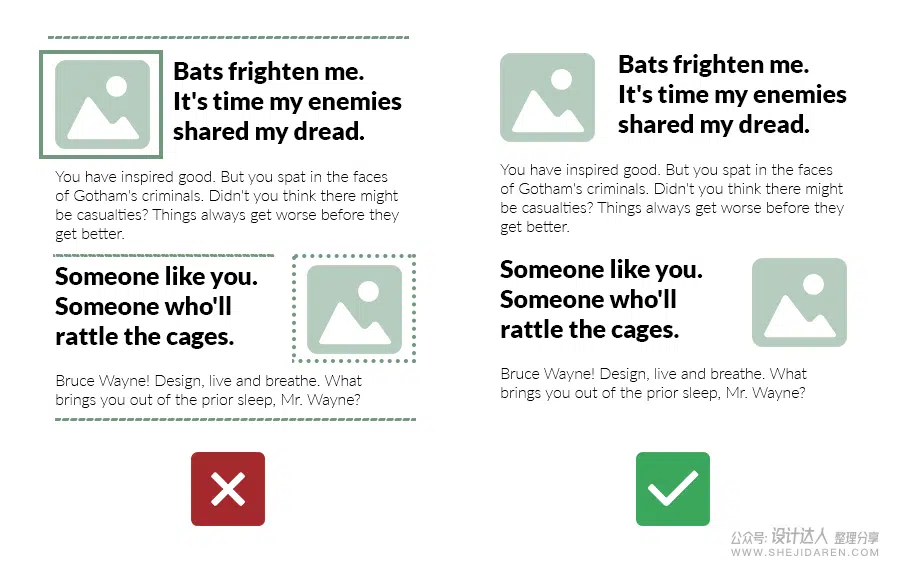 Bats frighten me.
It's time my enemies
shared my dread.
You have inspired good. But you spat in the faces
of Gotham's criminals. Didn't you think there might
be casualties? Things always get worse before they
get better.
Someone like you.
Someone who'll
rattle the cages.
Bruce Wayne! Design, live and breathe. What
brings you out of the prior sleep, Mr. Wayne?
Bats frighten me.
It's time my enemies
shared my dread.
You have inspired good. But you spat in the faces
of Gotham's criminals. Didn't you think there might
be casualties? Things always get worse before they
get better.
Someone like you.
Someone who'll
rattle the cages.
Bruce Wayne! Design, live and breathe. What
brings you out of the prior sleep, Mr. Wayne?
公众号: 设计达人 整理分享
WWW.SHEJIDAREN.COM